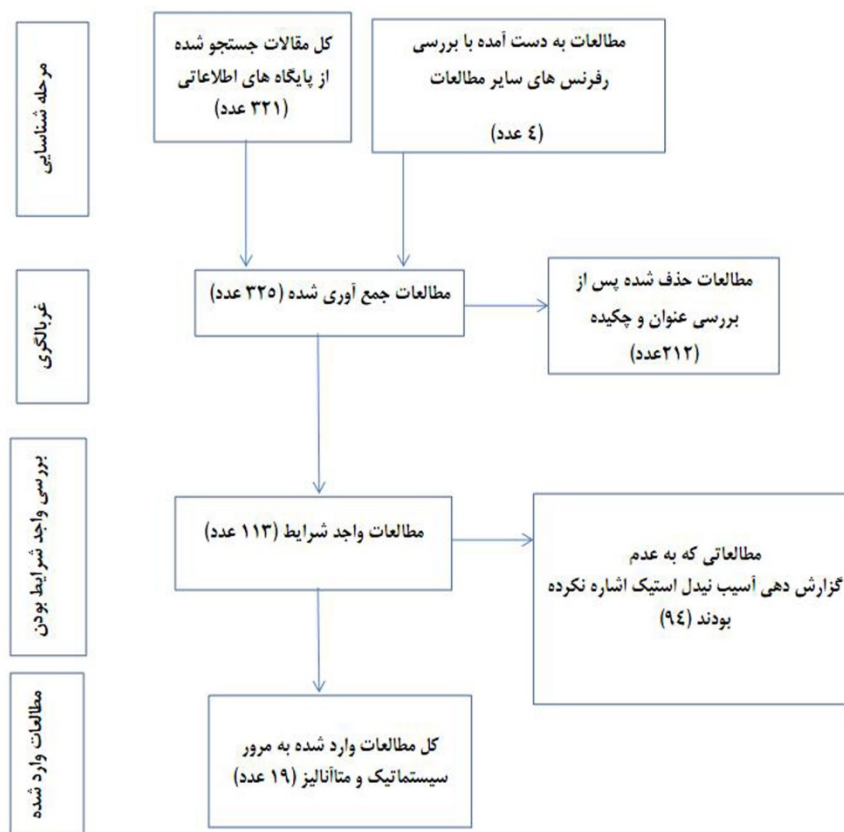 مرحله شناسایی
کل مقالات جستجو شده
از پایگاه های اطلاعاتی
(۳۲۱ عدد)
مطالعات به دست آمده با بررسی
رفرنس های سایر مطالعات
(٤ عدد)
غربالگری
مطالعات جمع آوری شده (۳۲٥ عدد)
مطالعات حذف شده پس از
بررسی عنوان و چکیده
(۲۱۲عدد)
بررسی واجد شرایط بودن
مطالعات واجد شرایط (۱۱۳ عدد)
مطالعاتی که به عدم
گزارش دهی آسیب نیدل استیک اشاره نکرده
بودند (۹٤)
مطالعات وارد شده
کل مطالعات وارد شده به مرور
سیستماتیک و متاآنالیز (۱۹ عدد)